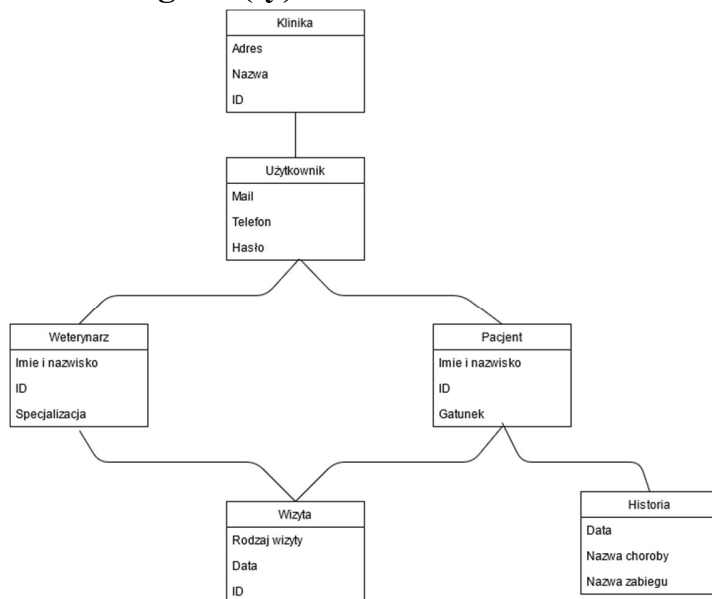 Klinika
Adres
Nazwa
ID
Użytkownik
Mail
Telefon
Hasło
Weterynarz
Imie i nazwisko
ID
Specjalizacja
Pacjent
Imie i nazwisko
ID
Gatunek
Wizyta
Rodzaj wizyty
Data
ID
Historia
Data
Nazwa choroby
Nazwa zabiegu